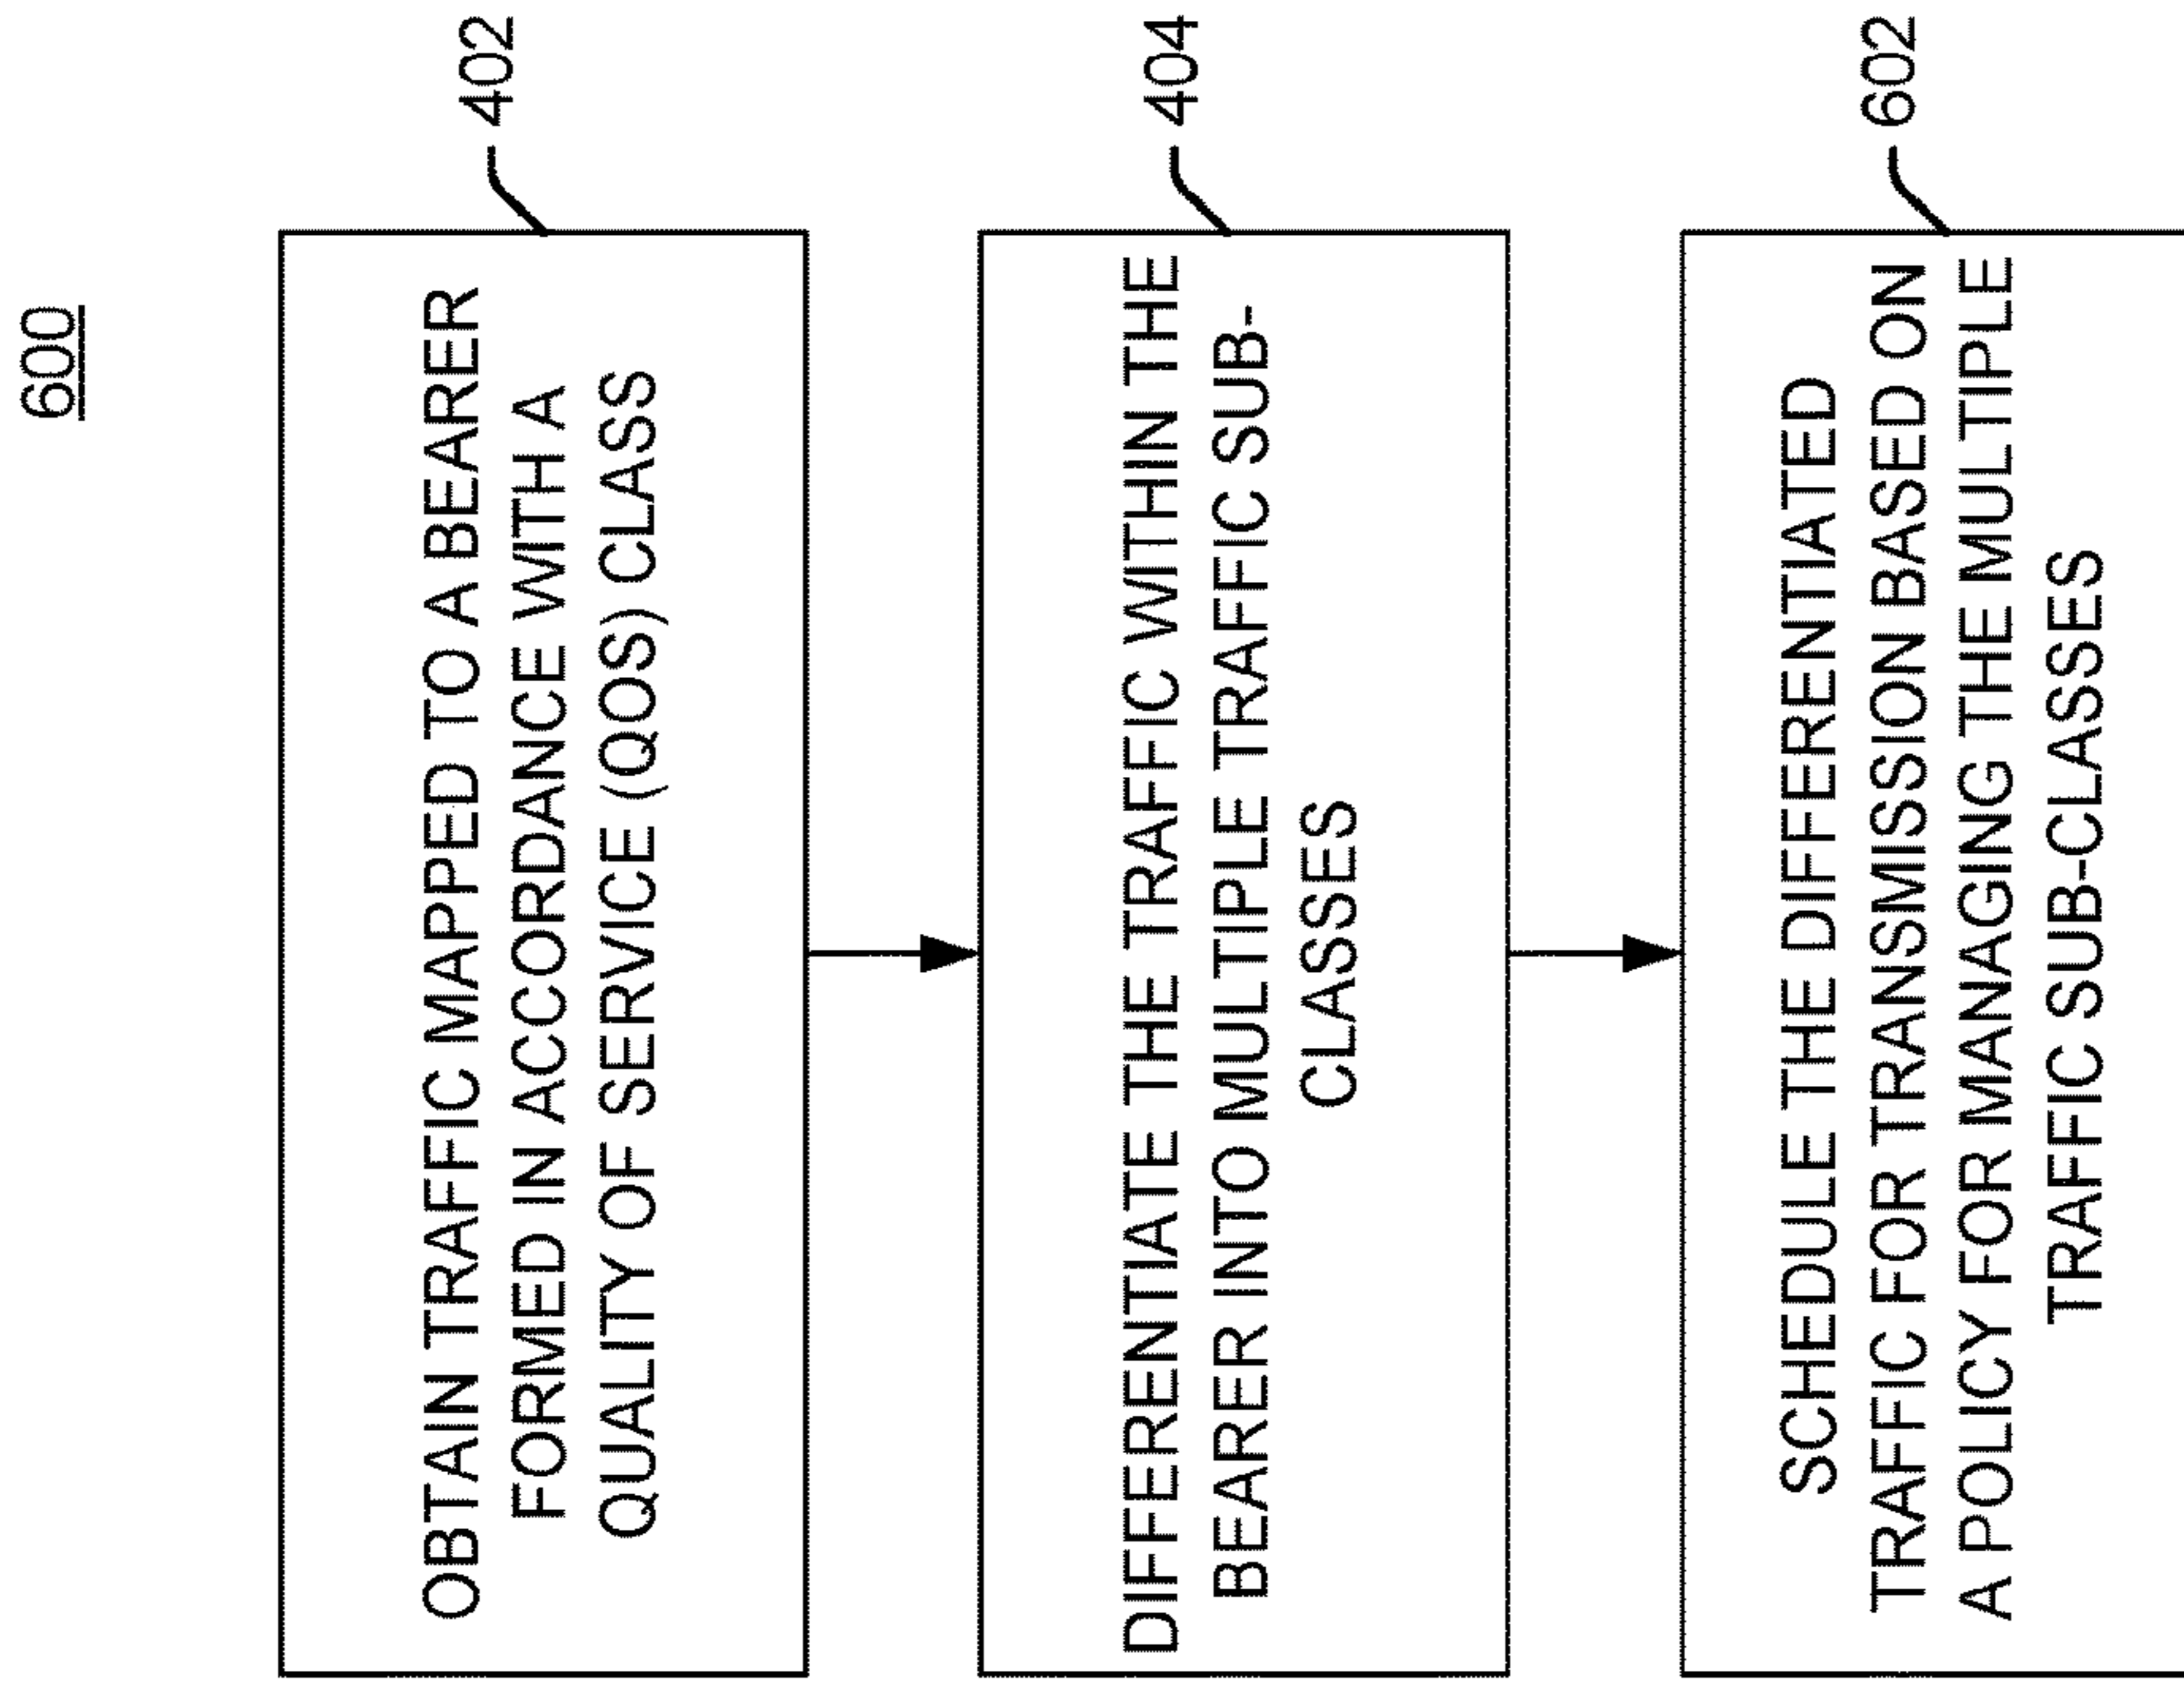 600
OBTAIN TRAFFIC MAPPED TO A BEARER
FORMED IN ACCORDANCE WITH A
QUALITY OF SERVICE (QOS) CLASS
402
DIFFERENTIATE THE TRAFFIC WITHIN THE
BEARER INTO MULTIPLE TRAFFIC SUB-
CLASSES
404
SCHEDULE THE DIFFERENTIATED
TRAFFIC FOR TRANSMISSION BASED ON
A POLICY FOR MANAGING THE MULTIPLE
TRAFFIC SUB-CLASSES
602